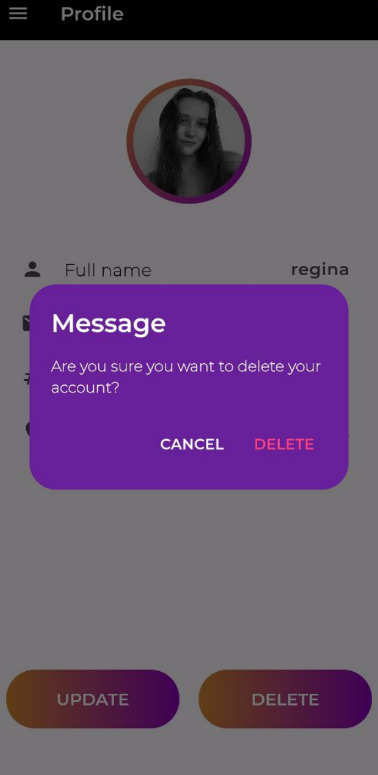 Profile
Full name regina
Message
Are you sure you want to delete your
account?
CANCEL DELETE
UPDATE DELETE